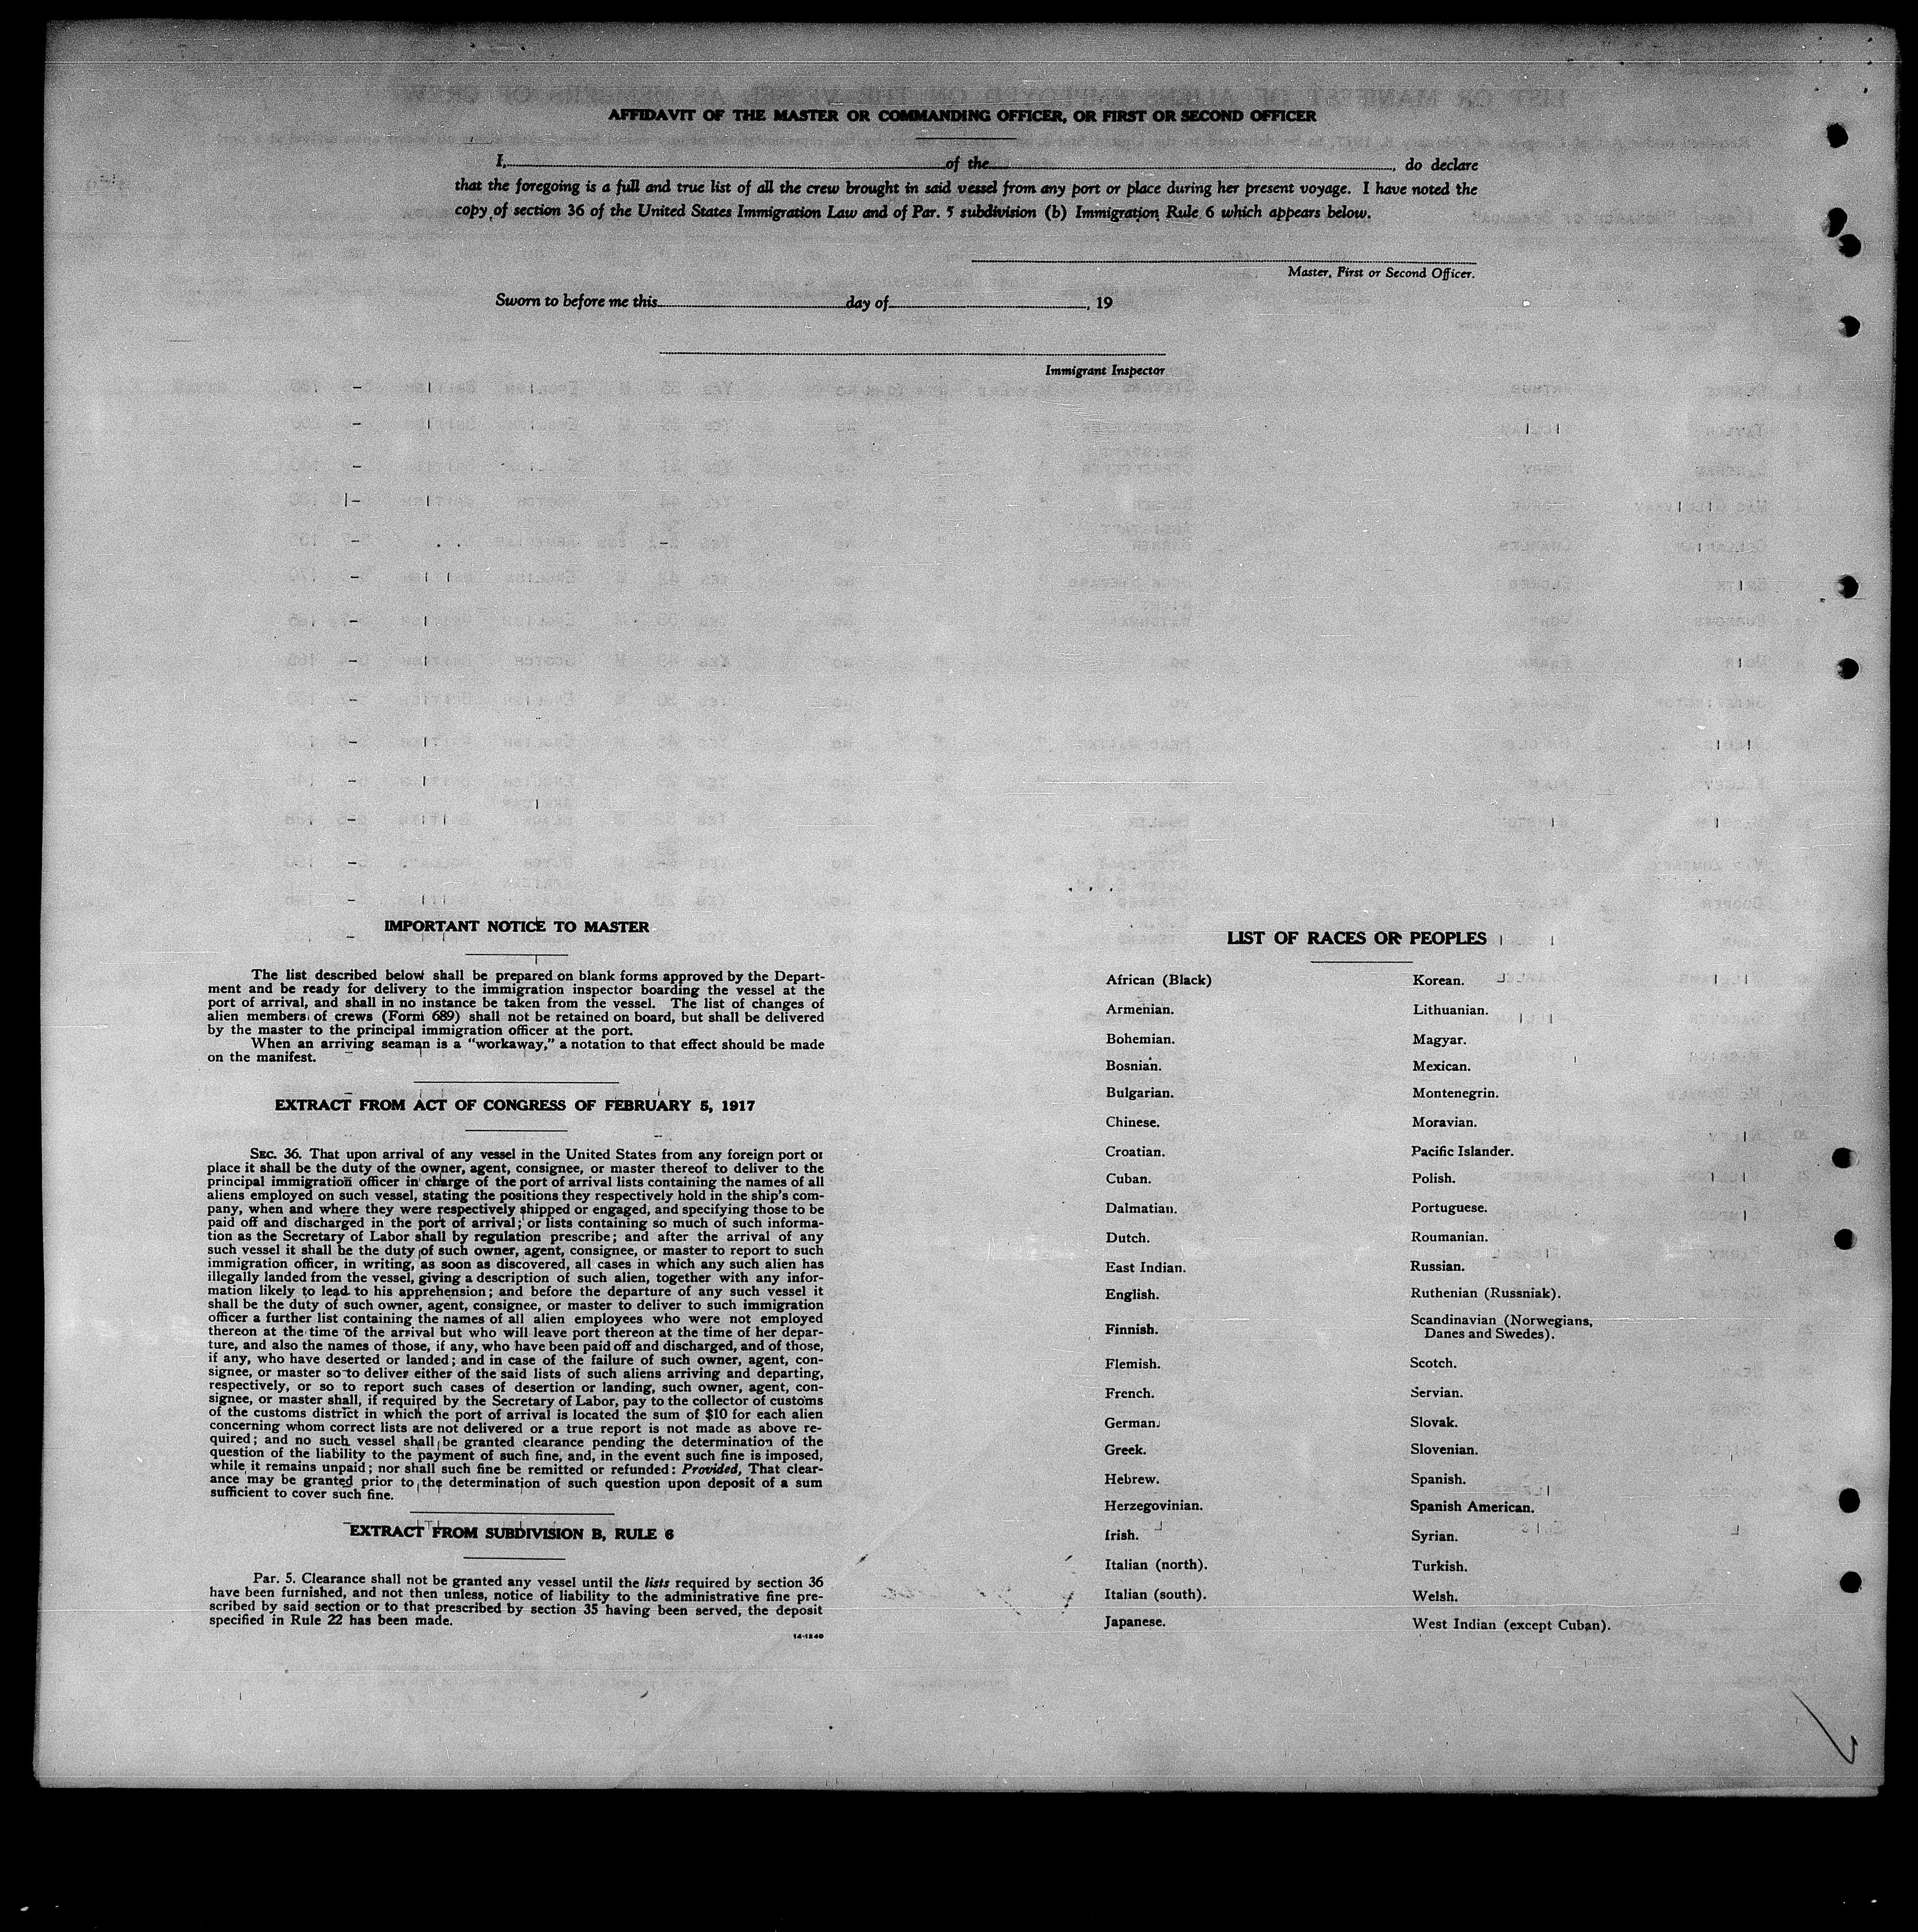 AFFIDAVIT OF THE MASTER OR COMMANDING OFFICER, OR FIRST OR SECOND OFFICER
I, of the , do declare
that the foregoing is a full and true list of all the crew brought in said vessel from any port or place during her present voyage. I have noted the
copy of section 36 of the United States Immigration Law and of Par. 5 subdivision (b) Immigration Rule 6 which appears below.
Master, First or Second Officer.
Sworn to before me this day of , 19
Immigrant Inspector
IMPORTANT NOTICE TO MASTER
The list described below shall be prepared on blank forms approved by the Depart-
ment and be ready for delivery to the immigration inspector boarding the vessel at the
port of arrival, and shall in no instance be taken from the vessel. The list of changes of
alien members of crews (Form 689) shall not be retained on board, but shall be delivered
by the master to the principal immigration officer at the port.
When an arriving seaman is a "workaway," a notation to that effect should be made
on the manifest.
EXTRACT FROM ACT OF CONGRESS OF FEBRUARY 5, 1917
SEC. 36. That upon arrival of any vessel in the United States from any foreign port or
place it shall be the duty of the owner, agent, consignee, or master thereof to deliver to the
principal immigration officer in charge of the port of arrival lists containing the names of all
aliens employed on such vessel, stating the positions they respectively hold in the ship's com-
pany, when and where they were respectively shipped or engaged, and specifying those to be
paid off and discharged in the port of arrival; or lists containing so much of such informa-
tion as the Secretary of Labor shall by regulation prescribe; and after the arrival of any
such vessel it shall be the duty of such owner, agent, consignee, or master to report to such
immigration officer, in writing, as soon as discovered, all cases in which any such alien has
illegally landed from the vessel, giving a description of such alien, together with any infor-
mation likely to lead to his apprehension; and before the departure of any such vessel it
shall be the duty of such owner, agent, consignee, or master to deliver to such immigration
officer a further list containing the names of all alien employees who were not employed
thereon at the time of the arrival but who will leave port thereon at the time of her depar-
ture, and also the names of those, if any, who have been paid off and discharged, and of those,
if any, who have deserted or landed; and in case of the failure of such owner, agent, con-
signee, or master so to deliver either of the said lists of such aliens arriving and departing,
respectively, or so to report such cases of desertion or landing, such owner, agent, con-
signee, or master shall, if required by the Secretary of Labor, pay to the collector of customs
of the customs district in which the port of arrival is located the sum of $10 for each alien
concerning whom correct lists are not delivered or a true report is not made as above re-
quired; and no such vessel shall be granted clearance pending the determination of the
question of the liability to the payment of such fine, and, in the event such fine is imposed,
while it remains unpaid; nor shall such fine be remitted or refunded: Provided, That clear-
ance may be granted prior to the determination of such question upon deposit of a sum
sufficient to cover such fine.
EXTRACT FROM SUBDIVISION B, RULE 6
Par. 5. Clearance shall not be granted any vessel until the lists required by section 36
have been furnished, and not then unless, notice of liability to the administrative fine pre-
scribed by said section or to that prescribed by section 35 having been served, the deposit
specified in Rule 22 has been made.
14-1240
LIST OF RACES OR PEOPLES
African (Black)
Armenian.
Bohemian.
Bosnian.
Bulgarian.
Chinese.
Croatian.
Cuban.
Dalmatian.
Dutch.
East Indian.
English.
Finnish.
Flemish.
French.
German.
Greek.
Hebrew.
Herzegovinian.
Irish.
Italian (north).
Italian (south).
Japanese.
Korean.
Lithuanian.
Magyar.
Mexican.
Montenegrin.
Moravian.
Pacific Islander.
Polish.
Portuguese.
Roumanian.
Russian.
Ruthenian (Russniak).
Scandinavian (Norwegians,
Danes and Swedes).
Scotch.
Servian.
Slovak.
Slovenian.
Spanish.
Spanish American.
Syrian.
Turkish.
Welsh.
West Indian (except Cuban).